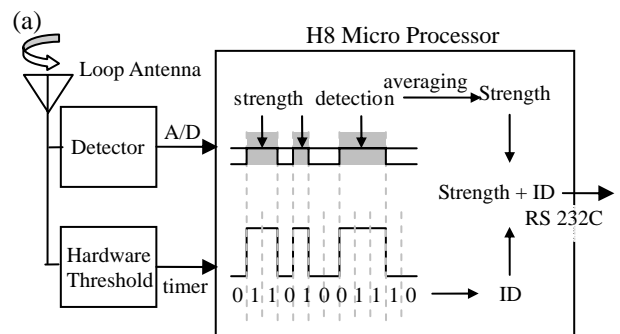 (a)
H8 Micro Processor
Loop Antenna
averaging
strength detection Strength
A/D
Detector
Strength + ID
RS 232C
Hardware
Threshold
timer
0 1 1 0 1 0 0 1 1 1 0
ID